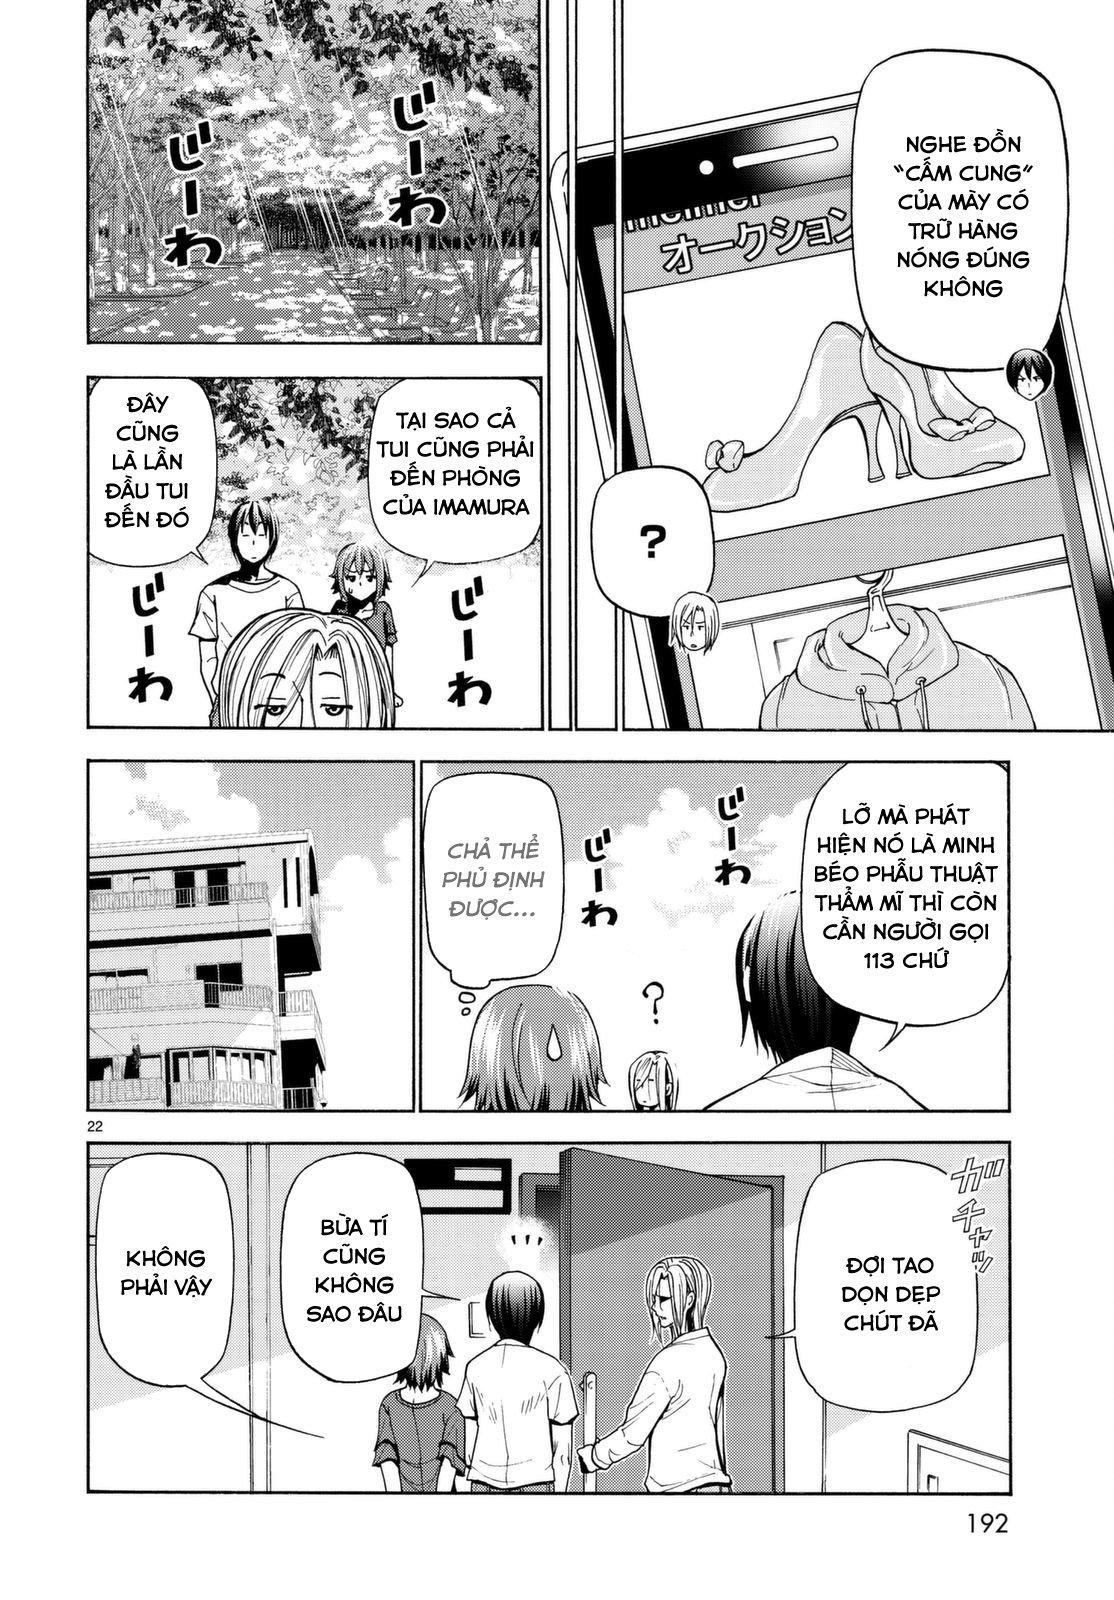 NGHE ĐỒN
“CẤM CUNG”
CỦA MÀY CÓ
TRỮ HÀNG
NÓNG ĐÚNG
KHÔNG
オークション
?
じーわ
じーわ
TẠI SAO CẢ
TUI CŨNG PHẢI
ĐẾN PHÒNG
CỦA IMAMURA
ĐÂY
CŨNG
LÀ LẦN
ĐẦU TUI
ĐẾN ĐÓ
じーわ
じーわ
LỠ MÀ PHÁT
HIỆN NÓ LÀ MINH
BÉO PHẪU THUẬT
THẨM MĨ THÌ CÒN
CẦN NGƯỜI GỌI
113 CHỨ
じーわ
じーわ
?
CHẢ THỂ
PHỦ ĐỊNH
ĐƯỢC...
22
ガチャッ
ĐỢI TAO
DỌN DẸP
CHÚT ĐÃ
BỪA TÍ
CŨNG
KHÔNG
SAO ĐÂU
KHÔNG
PHẢI VẬY
192